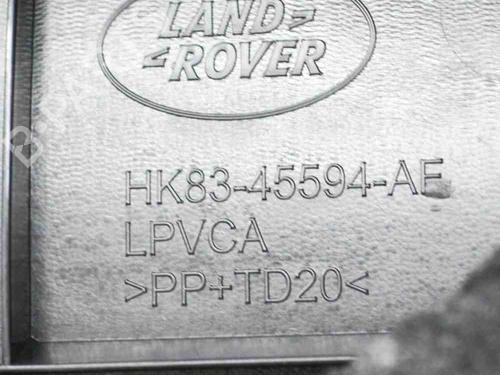 LAND
ROVER
HK83-45594-AE
LPVCA
>PP+TD20<